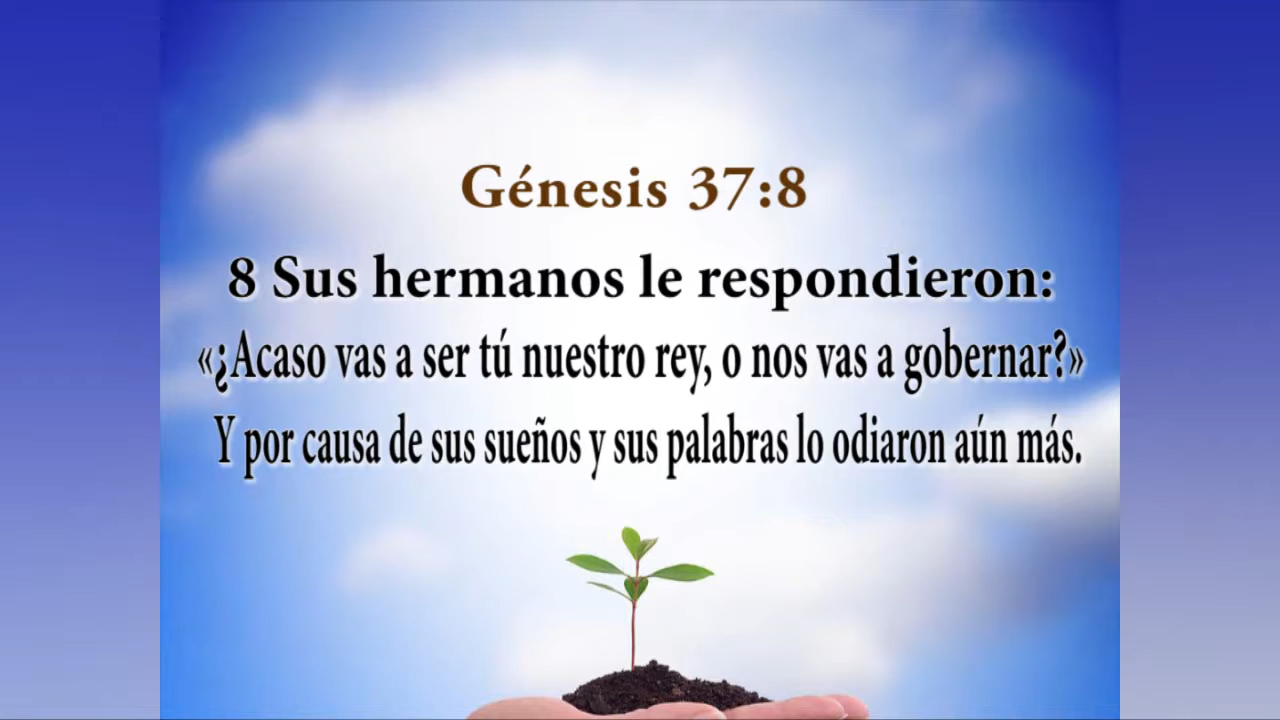 Génesis 37:8
8 Sus hermanos le respondieron:
«¿Acaso vas a ser tú nuestro rey, o nos vas a gobernar?»
Y por causa de sus sueños y sus palabras lo odiaron aún más.